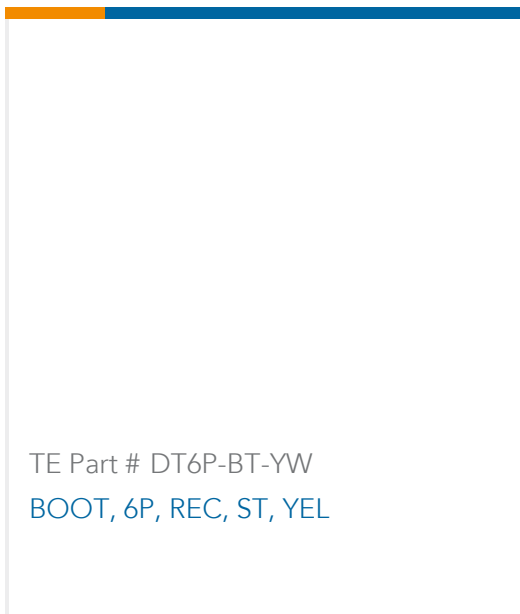 TE Part # DT6P-BT-YW
BOOT, 6P, REC, ST, YEL